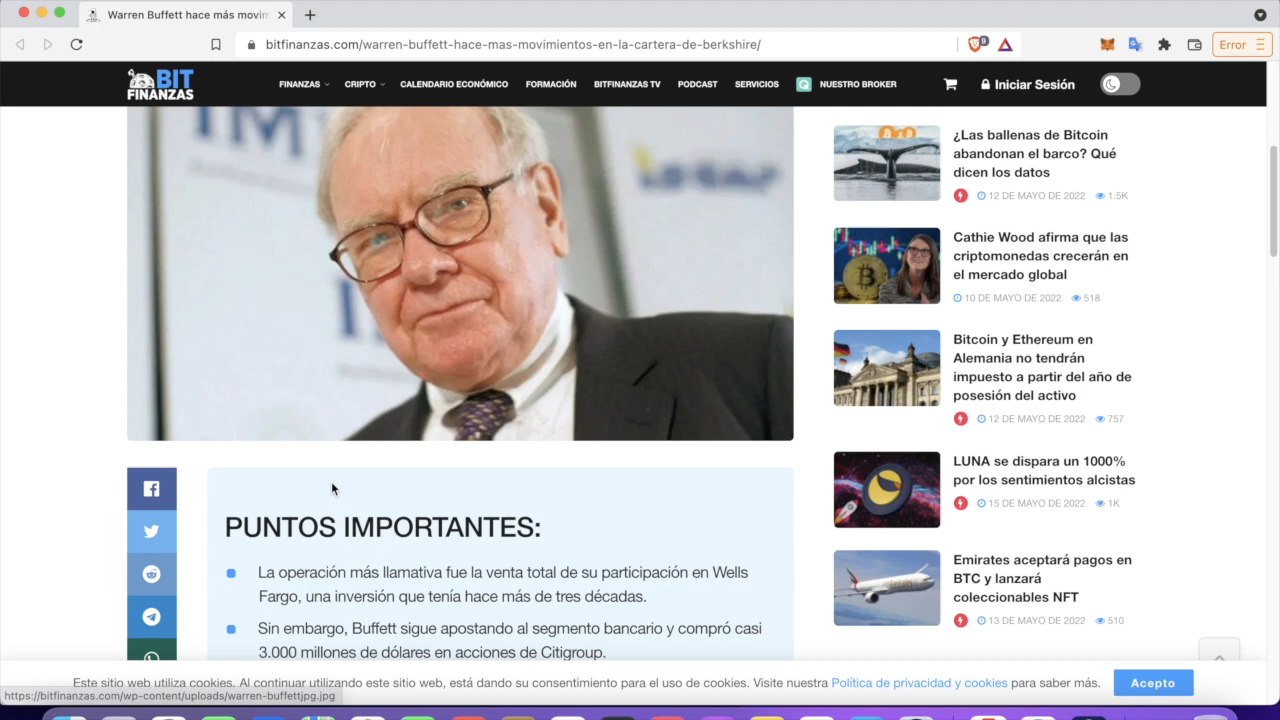 Warren Buffett hace más movim
bitfinanzas.com/warren-buffett-hace-mas-movimientos-en-la-cartera-de-berkshire/
9
Error
BIT
FINANZAS
FINANZAS
CRIPTO
CALENDARIO ECONÓMICO
FORMACIÓN
BITFINANZAS TV
PODCAST
SERVICIOS
NUESTRO BROKER
Iniciar Sesión
¿Las ballenas de Bitcoin
abandonan el barco? Qué
dicen los datos
12 DE MAYO DE 2022 1.5K
Cathie Wood afirma que las
criptomonedas crecerán en
el mercado global
10 DE MAYO DE 2022 518
Bitcoin y Ethereum en
Alemania no tendrán
impuesto a partir del año de
posesión del activo
12 DE MAYO DE 2022 757
LUNA se dispara un 1000%
por los sentimientos alcistas
15 DE MAYO DE 2022 1K
Emirates aceptará pagos en
BTC y lanzará
coleccionables NFT
13 DE MAYO DE 2022 510
PUNTOS IMPORTANTES:
La operación más llamativa fue la venta total de su participación en Wells
Fargo, una inversión que tenía hace más de tres décadas.
Sin embargo, Buffett sigue apostando al segmento bancario y compró casi
3.000 millones de dólares en acciones de Citigroup.
Este sitio web utiliza cookies. Al continuar utilizando este sitio web, está dando su consentimiento para el uso de cookies. Visite nuestra Política de privacidad y cookies para saber más.
Acepto
https://bitfinanzas.com/wp-content/uploads/warren-buffettjpg.jpg